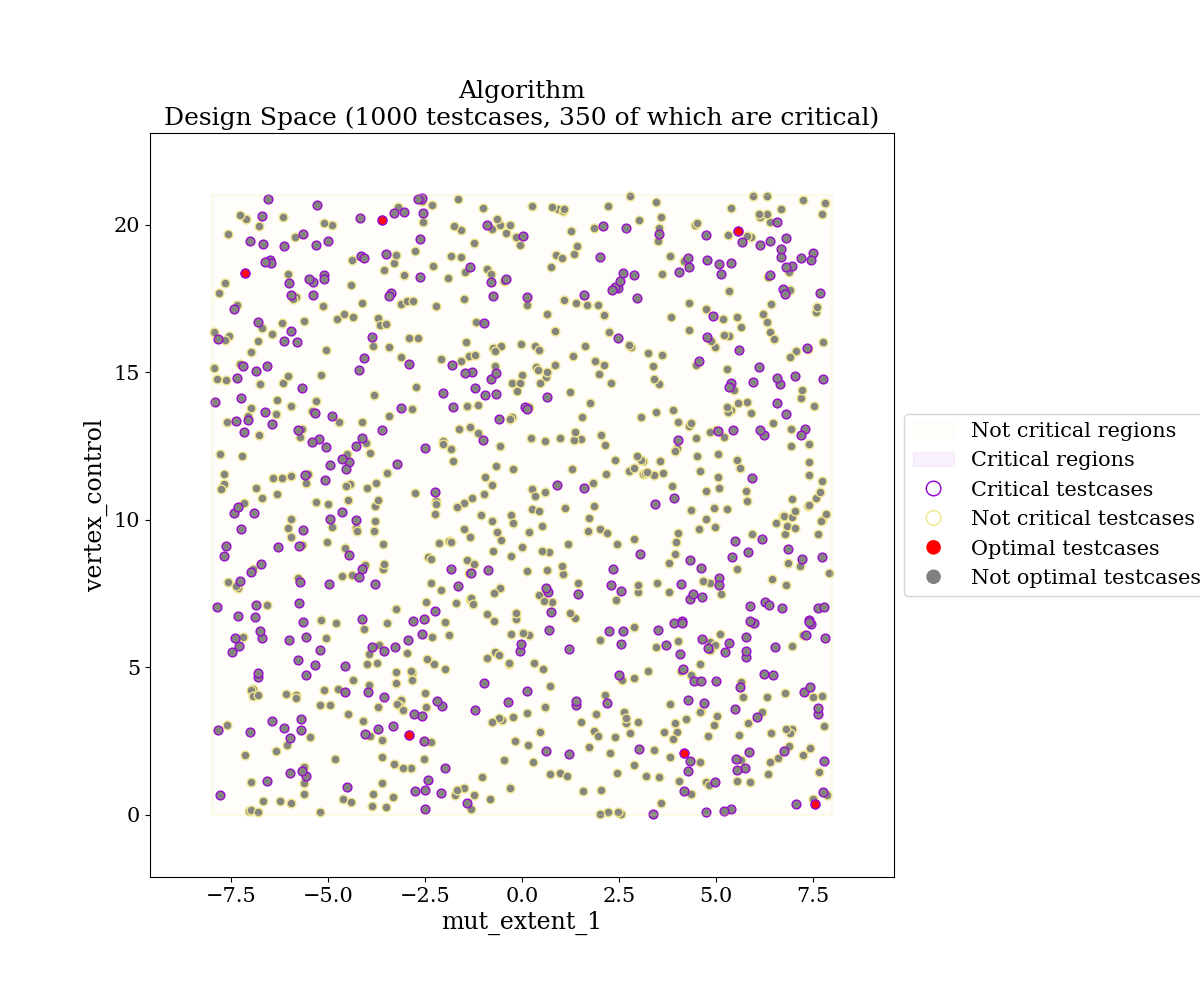 Algorithm
Design Space (1000 testcases, 350 of which are critical)
20
15
10
5
0
vertex_control
−7.5 −5.0 −2.5 0.0 2.5 5.0 7.5
mut_extent_1
Not critical regions
Critical regions
Critical testcases
Not critical testcases
Optimal testcases
Not optimal testcases